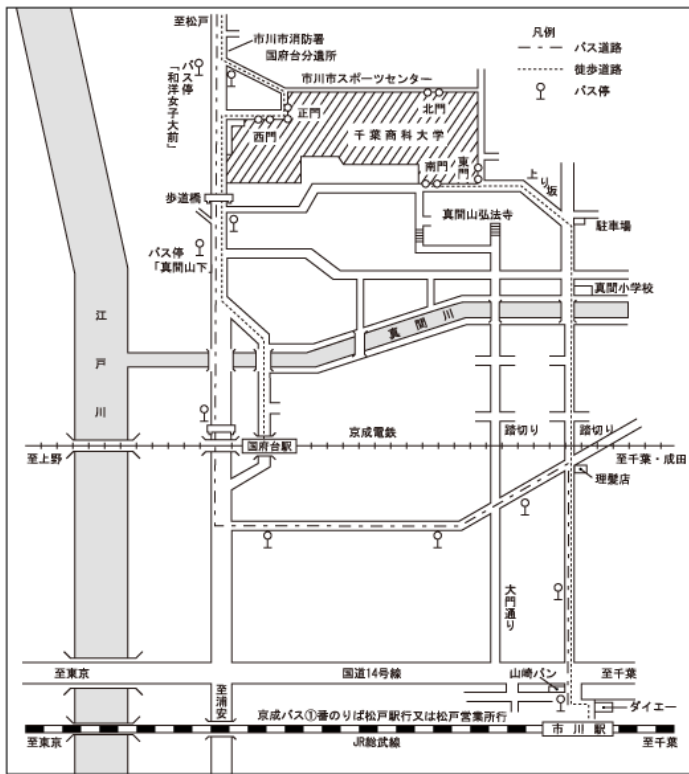 至松戸
市川市消防署
国府台分遺所
凡例
バス道路
徒歩道路
バス停
バス停
「和洋女子大前」
市川市スポーツセンター
正門
北門
西門
千葉商科大学
南門
東門
上り坂
歩道橋
真間山弘法寺
駐車場
バス停
「真間山下」
真間小学校
江戸川
真間川
京成電鉄
踏切り
踏切り
国府台駅
至上野
至千葉・成田
理髪店
大門通り
至東京
国道14号線
山崎パン
至千葉
至浦安
ダイエー
京成バス①番のりば松戸駅行又は松戸営業所行
市川駅
至東京
JR総武線
至千葉